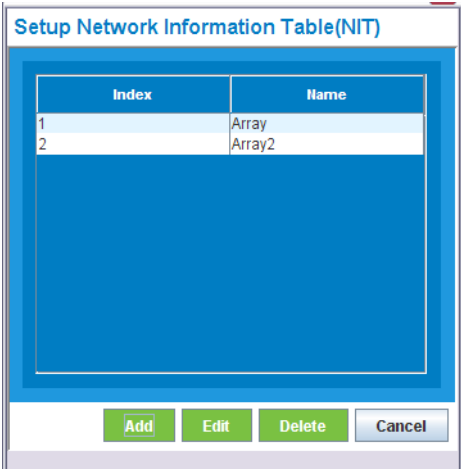 Setup Network Information Table(NIT)
Index Name
1 Array
2 Array2
Add Edit Delete Cancel